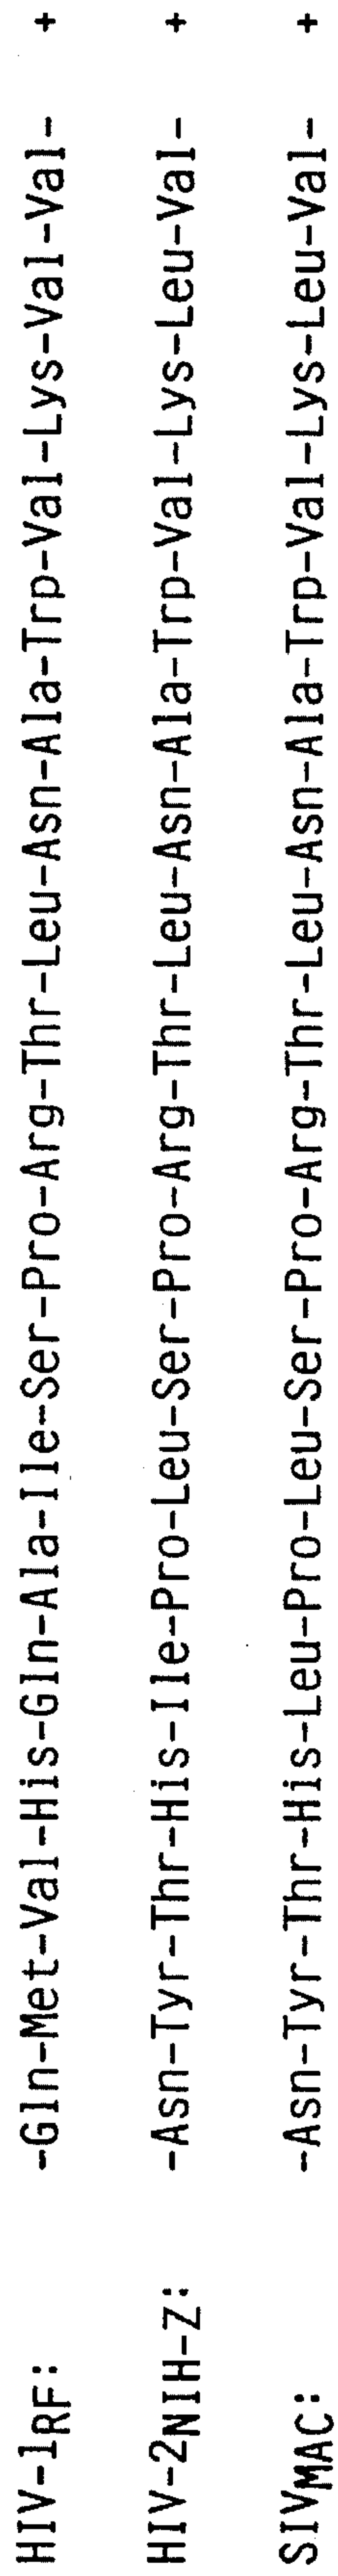 HIV-1RF: -Gln-Met-Val-His-Gln-Ala-Ile-Ser-Pro-Arg-Thr-Leu-Asn-Ala-Trp-Val-Lys-Val-Val- +
HIV-2NIH-Z: -Asn-Tyr-Thr-His-Ile-Pro-Leu-Ser-Pro-Arg-Thr-Leu-Asn-Ala-Trp-Val-Lys-Leu-Val- +
SIVMAC: -Asn-Tyr-Thr-His-Leu-Pro-Leu-Ser-Pro-Arg-Thr-Leu-Asn-Ala-Trp-Val-Lys-Leu-Val- +